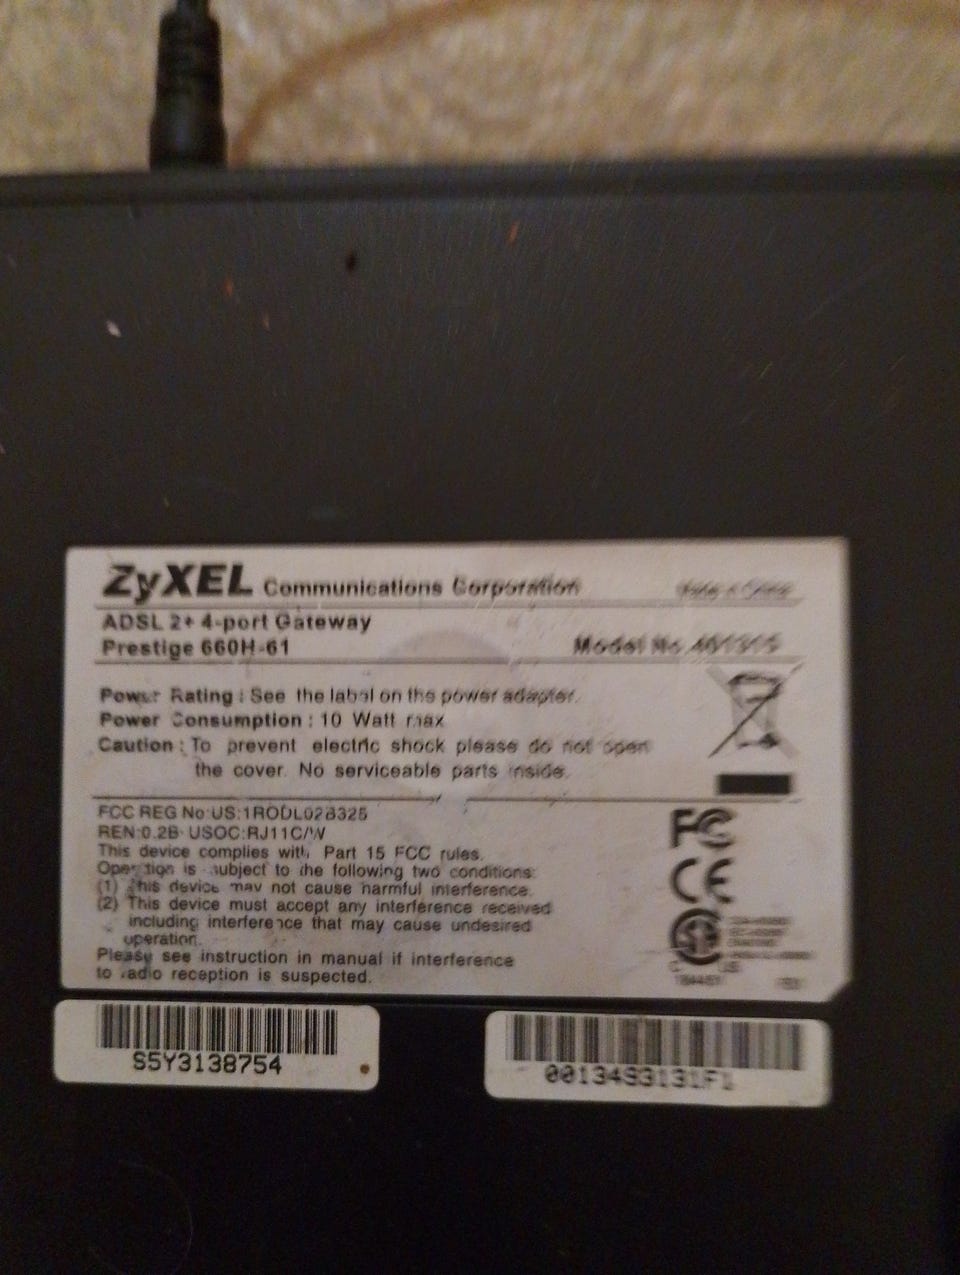 ZyXEL Communications Corporation
ADSL 2+ 4-port Gateway
Prestige 660H-61
Model No.
Power Rating : See the label on the power adapter.
Power Consumption : 10 Watt max
Caution : To prevent electric shock please do not open
the cover. No serviceable parts inside.
FCC REG No:US:1RODL02B325
REN:0.2B USOC:RJ11C/W
This device complies with Part 15 FCC rules.
Operation is subject to the following two conditions:
(1) This device may not cause harmful interference.
(2) This device must accept any interference received
including interference that may cause undesired
operation.
Please see instruction in manual if interference
to radio reception is suspected.
FC
CE
C US
S5Y3138754